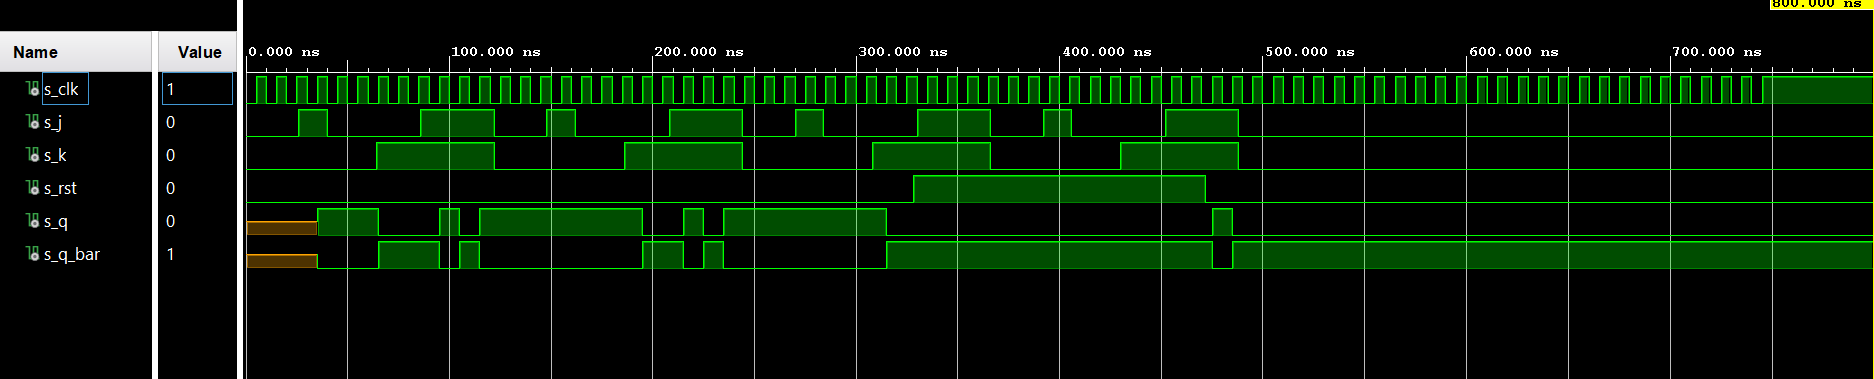 800.000 ns
Name Value
0.000 ns 100.000 ns 200.000 ns 300.000 ns 400.000 ns 500.000 ns 600.000 ns 700.000 ns
s_clk 1
s_j 0
s_k 0
s_rst 0
s_q 0
s_q_bar 1